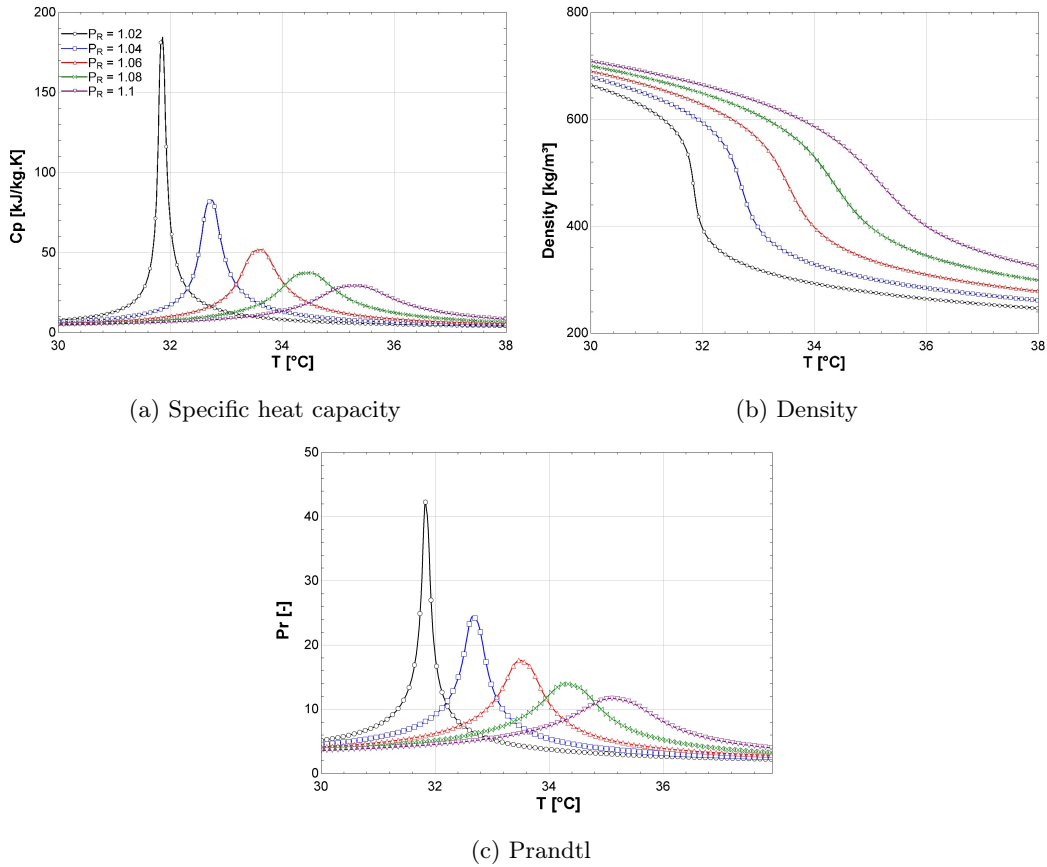 200
150
100
50
0
Cp [kJ/kg.K]
P_R = 1.02
P_R = 1.04
P_R = 1.06
P_R = 1.08
P_R = 1.1
30 32 34 36 38
T [°C]
(a) Specific heat capacity
800
600
400
200
Density [kg/m³]
30 32 34 36 38
T [°C]
(b) Density
50
40
30
20
10
0
Pr [-]
30 32 34 36
T [°C]
(c) Prandtl